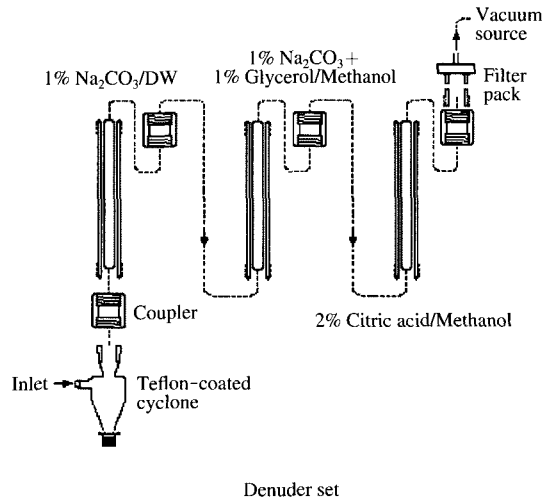 Vacuum
source
1% Na₂CO₃+
1% Na₂CO₃/DW
1% Glycerol/Methanol
Filter
pack
Coupler
2% Citric acid/Methanol
Inlet
Teflon-coated
cyclone
Denuder set